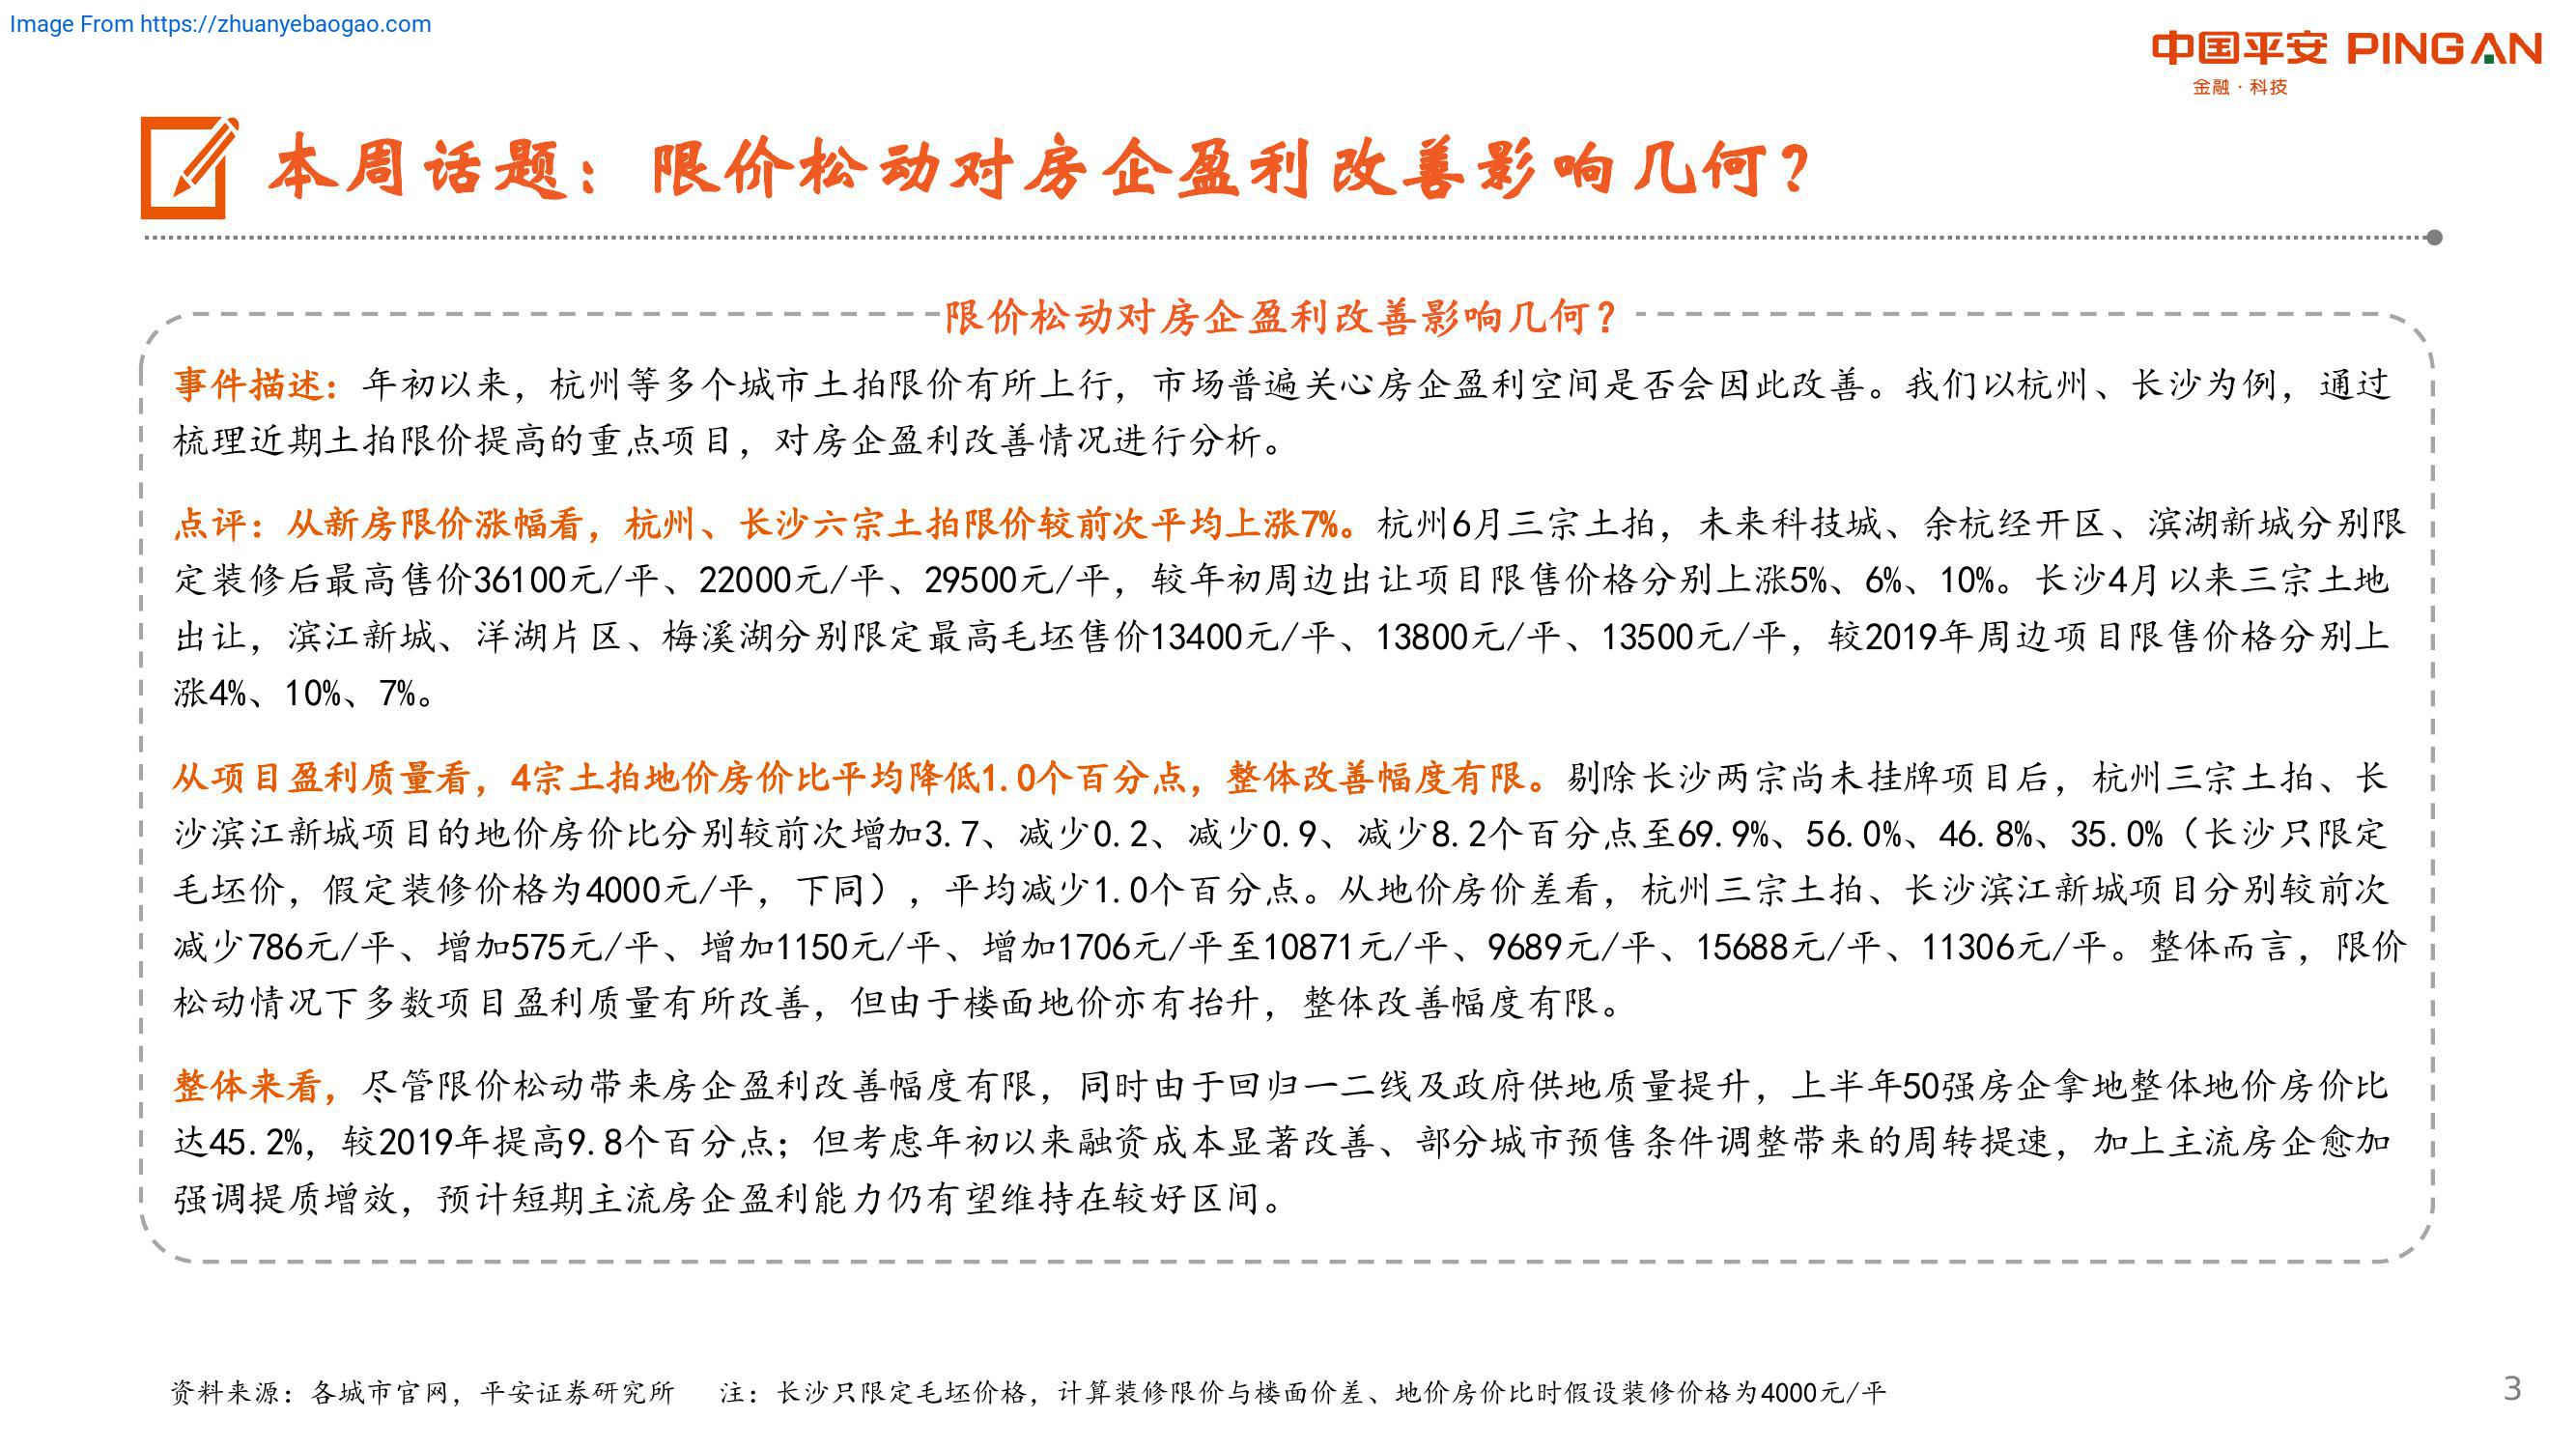 Image From https://zhuanyebaogao.com
中国平安 PINGAN
金融·科技
本周话题：限价松动对房企盈利改善影响几何？
限价松动对房企盈利改善影响几何？
事件描述：年初以来，杭州等多个城市土拍限价有所上行，市场普遍关心房企盈利空间是否会因此改善。我们以杭州、长沙为例，通过
梳理近期土拍限价提高的重点项目，对房企盈利改善情况进行分析。
点评：从新房限价涨幅看，杭州、长沙六宗土拍限价较前次平均上涨7%。杭州6月三宗土拍，未来科技城、余杭经开区、滨湖新城分别限
定装修后最高售价36100元/平、22000元/平、29500元/平，较年初周边出让项目限售价格分别上涨5%、6%、10%。长沙4月以来三宗土地
出让，滨江新城、洋湖片区、梅溪湖分别限定最高毛坯售价13400元/平、13800元/平、13500元/平，较2019年周边项目限售价格分别上
涨4%、10%、7%。
从项目盈利质量看，4宗土拍地价房价比平均降低1.0个百分点，整体改善幅度有限。剔除长沙两宗尚未挂牌项目后，杭州三宗土拍、长
沙滨江新城项目的地价房价比分别较前次增加3.7、减少0.2、减少0.9、减少8.2个百分点至69.9%、56.0%、46.8%、35.0%（长沙只限定
毛坯价，假定装修价格为4000元/平，下同），平均减少1.0个百分点。从地价房价差看，杭州三宗土拍、长沙滨江新城项目分别较前次
减少786元/平、增加575元/平、增加1150元/平、增加1706元/平至10871元/平、9689元/平、15688元/平、11306元/平。整体而言，限价
松动情况下多数项目盈利质量有所改善，但由于楼面地价亦有抬升，整体改善幅度有限。
整体来看，尽管限价松动带来房企盈利改善幅度有限，同时由于回归一二线及政府供地质量提升，上半年50强房企拿地整体地价房价比
达45.2%，较2019年提高9.8个百分点；但考虑年初以来融资成本显著改善、部分城市预售条件调整带来的周转提速，加上主流房企愈加
强调提质增效，预计短期主流房企盈利能力仍有望维持在较好区间。
资料来源：各城市官网，平安证券研究所 注：长沙只限定毛坯价格，计算装修限价与楼面价差、地价房价比时假设装修价格为4000元/平
3